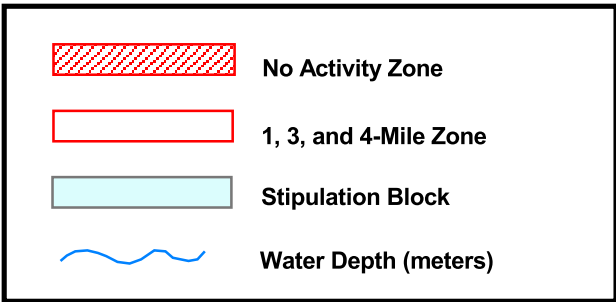 No Activity Zone
1, 3, and 4-Mile Zone
Stipulation Block
Water Depth (meters)